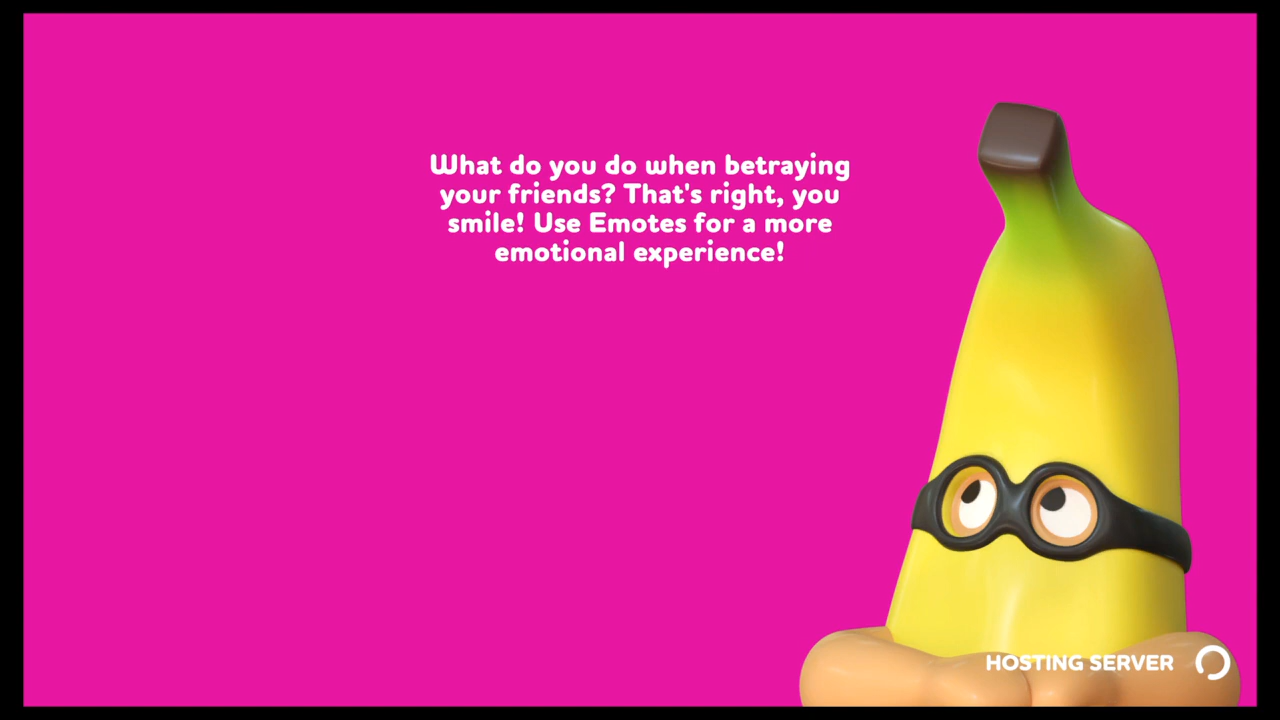 What do you do when betraying
your friends? That's right, you
smile! Use Emotes for a more
emotional experience!
HOSTING SERVER